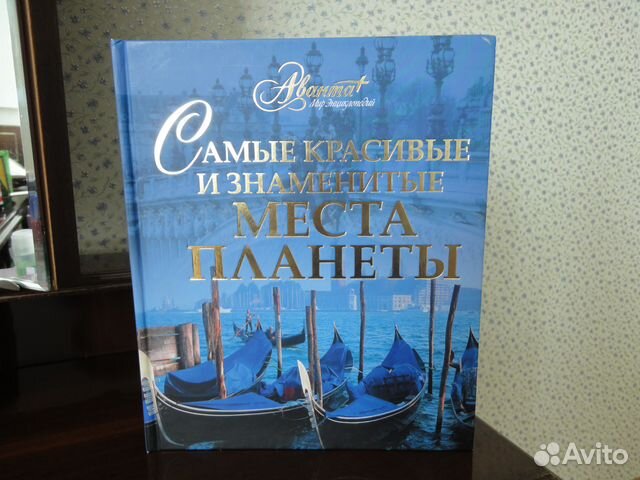 Аванта+
Мир Энциклопедий
САМЫЕ КРАСИВЫЕ
И ЗНАМЕНИТЫЕ
МЕСТА
ПЛАНЕТЫ
Avito